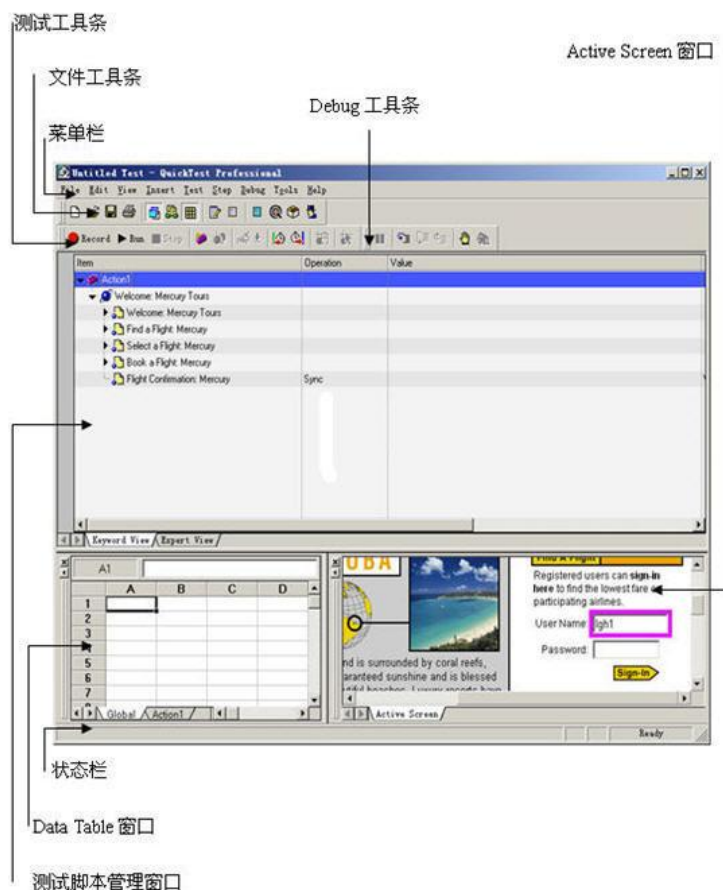 测试工具条
Active Screen 窗口
文件工具条
Debug 工具条
菜单栏
Untitled Test - QuickTest Professional
File Edit View Insert Test Step Debug Tools Help
Record Run Stop
Item Operation Value
Action1
Welcome: Mercury Tours
Welcome: Mercury Tours
Find a Flight: Mercury
Select a Flight: Mercury
Book a Flight: Mercury
Flight Confirmation: Mercury Sync
Keyword View Expert View
A1
A B C D
1
2
3
4
5
6
7
8
Global Action1
UBA
nd is surrounded by coral reefs,
aranteed sunshine and is blessed
Find A Flight
Registered users can sign-in
here to find the lowest fare on
participating airlines.
User Name: lgh1
Password:
Sign-In
Active Screen
Ready
状态栏
Data Table 窗口
测试脚本管理窗口